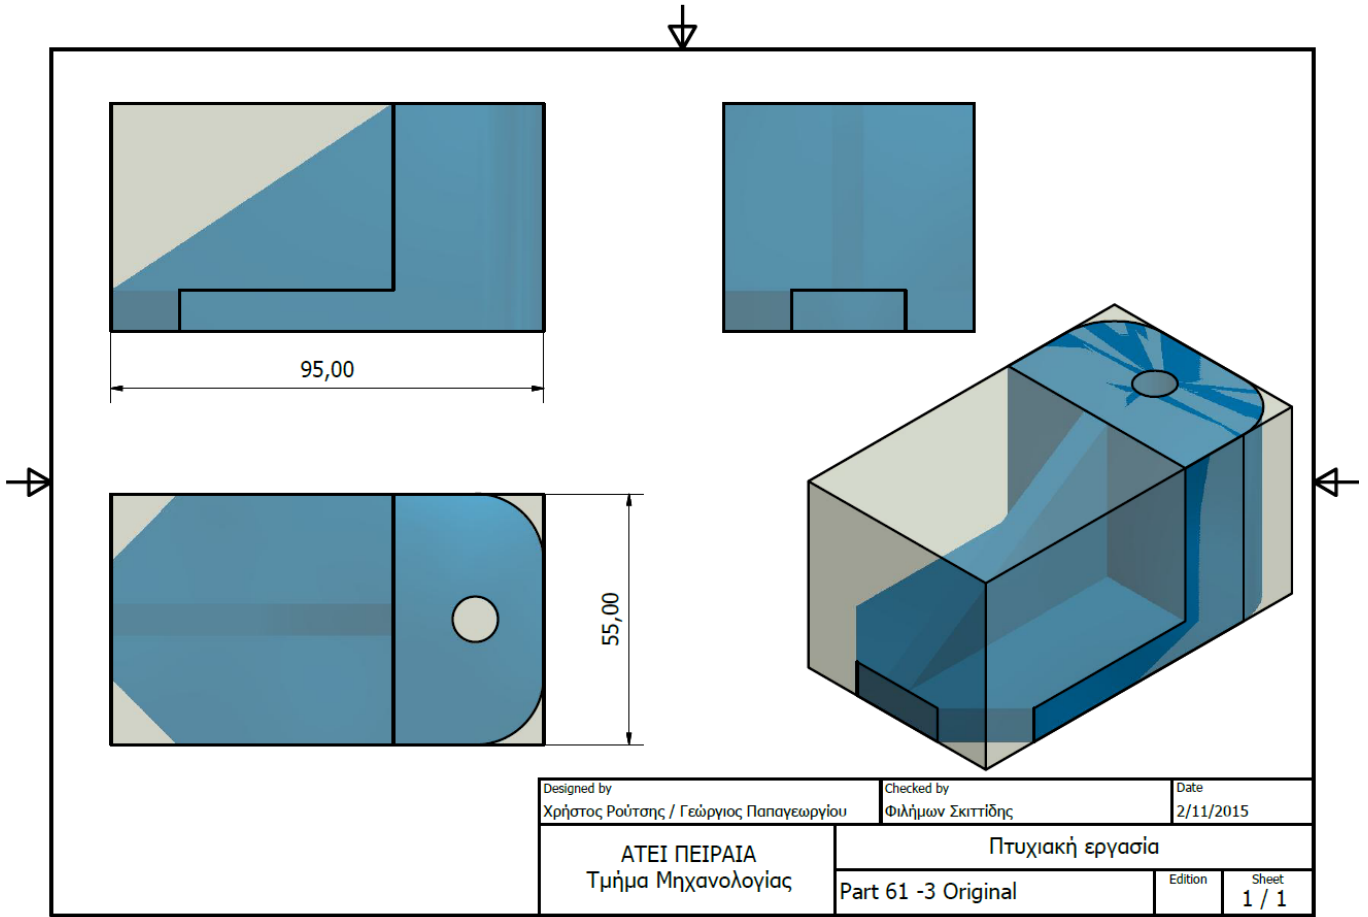 95,00
55,00
Designed by
Χρήστος Ρούτσης / Γεώργιος Παπαγεωργίου
Checked by
Φιλήμων Σκιττίδης
Date
2/11/2015
ΑΤΕΙ ΠΕΙΡΑΙΑ
Τμήμα Μηχανολογίας
Πτυχιακή εργασία
Part 61 -3 Original
Edition
Sheet
1 / 1